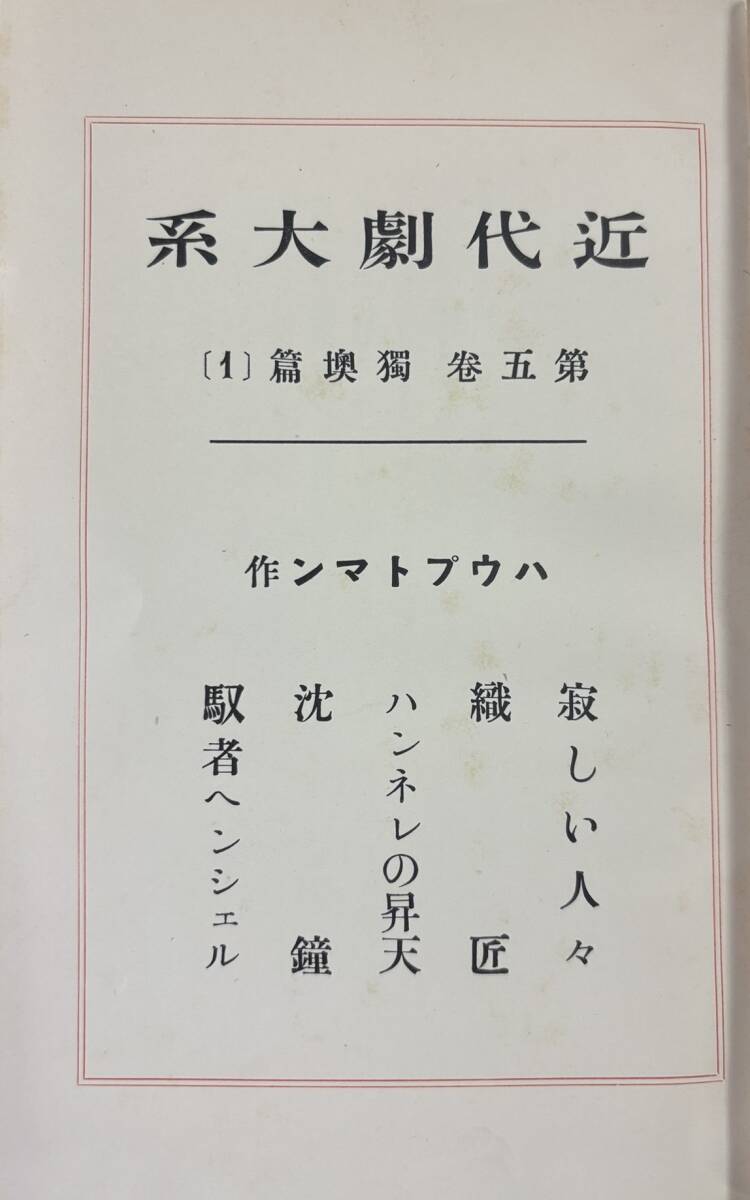 近代劇大系
第五卷 獨墺篇〔1〕
ハウプトマン作
寂しい人々
織匠
ハンネレの昇天
沈鐘
馭者ヘンシェル